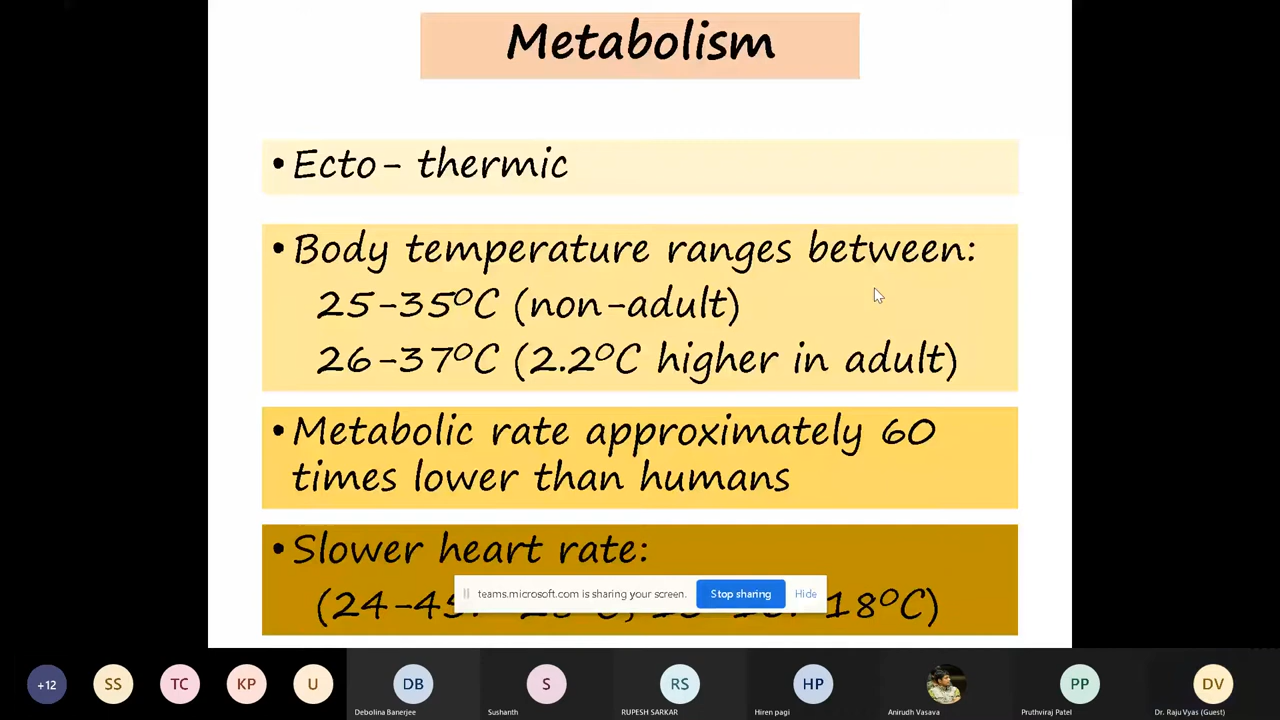 Metabolism
• Ecto- thermic
• Body temperature ranges between:
25-35°C (non-adult)
26-37°C (2.2°C higher in adult)
• Metabolic rate approximately 60
times lower than humans
• Slower heart rate:
teams.microsoft.com is sharing your screen. Stop sharing Hide
(24-45 18°C)
+12 SS TC KP U DB S RS HP PP DV
Debolina Banerjee Sushanth RUPESH SARKAR Hiren pagi Anirudh Vasava Pruthviraj Patel Dr. Raju Vyas (Guest)